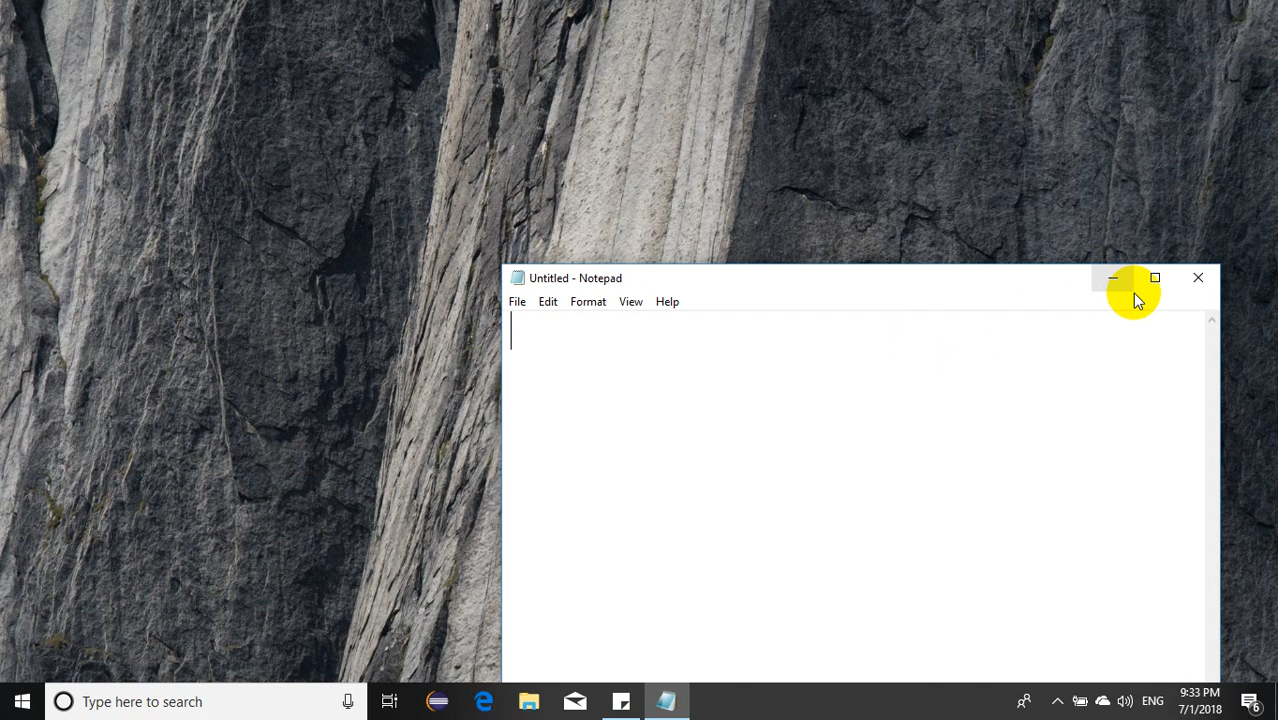 Untitled - Notepad
File Edit Format View Help
Type here to search
ENG
9:33 PM
7/1/2018
6